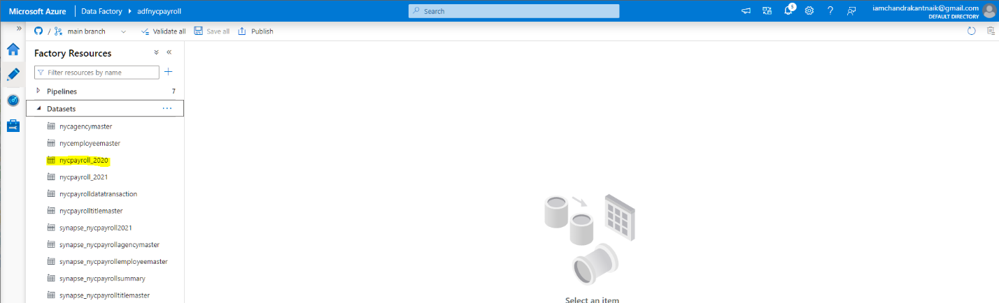 Microsoft Azure Data Factory ▸ adfnycpayroll Search 5 iamchandrakantnaik@gmail.com
DEFAULT DIRECTORY
» / main branch Validate all Save all Publish
Factory Resources
Filter resources by name
Pipelines 7
Datasets ...
nycagencymaster
nycemployeemaster
nycpayroll_2020
nycpayroll_2021
nycpayrolldatatransaction
nycpayrolltitlemaster
synapse_nycpayroll2021
synapse_nycpayrollagencymaster
synapse_nycpayrollemployeemaster
synapse_nycpayrollsummary
synapse_nycpayrolltitlemaster
Select an item